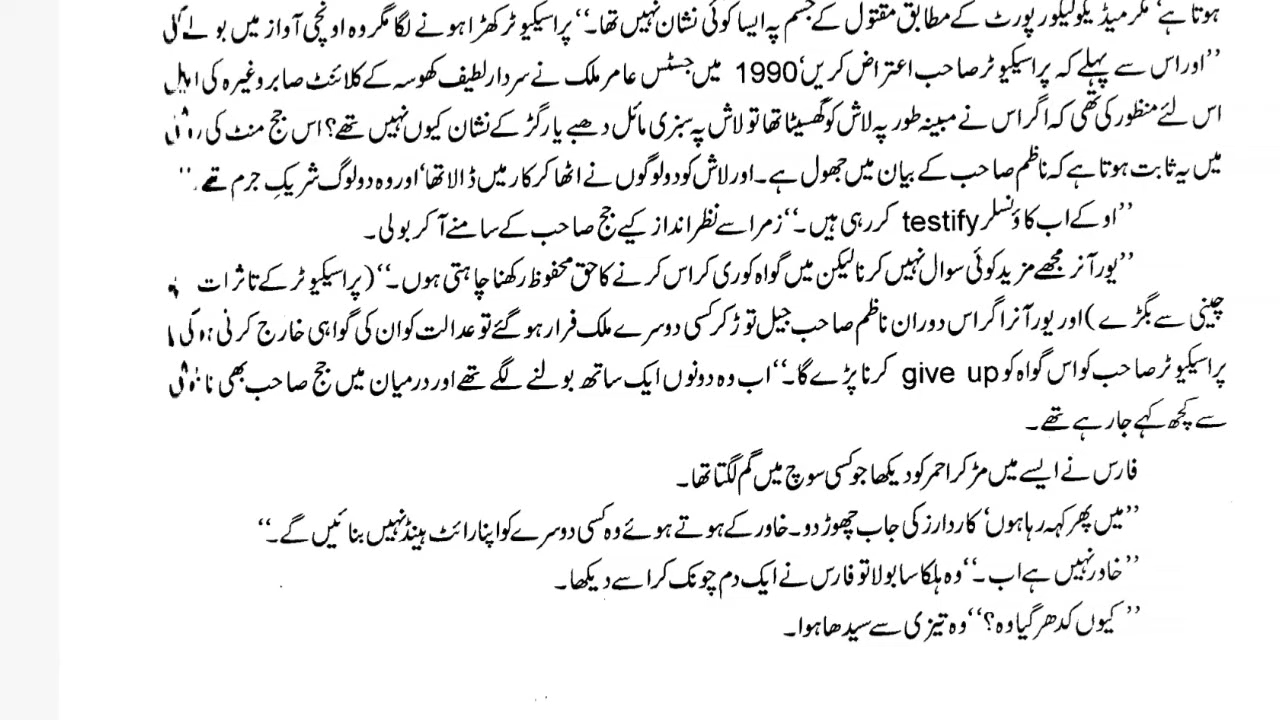 ہوتا ہے‘ مگر میڈیکولیگور پورٹ کے مطابق مقتول کے جسم پہ ایسا کوئی نشان نہیں تھا۔‘‘ پراسیکیوٹر کھڑا ہونے لگا مگر وہ اونچی آواز میں بولے گئی
’’اور اس سے پہلے کہ پراسیکیوٹر صاحب اعتراض کریں‘ 1990 میں جسٹس عامر ملک نے سردار لطیف کھوسہ کے کلائنٹ صابر وغیرہ کی اپیل
اس لئے منظور کی تھی کہ اگر اس نے مبینہ طور پہ لاش کو گھسیٹا تھا تو لاش پہ سبزی مائل دھبے یا رگڑ کے نشان کیوں نہیں تھے؟ اس جج منٹ کی روشنی
میں یہ ثابت ہوتا ہے کہ ناظم صاحب کے بیان میں جھول ہے۔ اور لاش کو دو لوگوں نے اٹھا کر کار میں ڈالا تھا‘ اور وہ دو لوگ شریکِ جرم تھے۔‘‘
’’او کے اب کاؤنسلر testify کر رہی ہیں۔‘‘ زمر اسے نظر انداز کیے جج صاحب کے سامنے آ کر بولی۔
’’یور آنر مجھے مزید کوئی سوال نہیں کرنا لیکن میں گواہ کو ری کراس کرنے کا حق محفوظ رکھنا چاہتی ہوں۔‘‘ (پراسیکیوٹر کے تاثرات
چینی سے بگڑے) اور یور آنر اگر اس دوران ناظم صاحب جیل توڑ کر کسی دوسرے ملک فرار ہو گئے تو عدالت کو ان کی گواہی خارج کرنی ہو گی یا
پراسیکیوٹر صاحب کو اس گواہ کو give up کرنا پڑے گا۔‘‘ اب وہ دونوں ایک ساتھ بولنے لگے تھے اور درمیان میں جج صاحب بھی ناخوشی
سے کچھ کہے جا رہے تھے۔
فارس نے ایسے میں مڑ کر احمر کو دیکھا جو کسی سوچ میں گم لگتا تھا۔
’’میں پھر کہہ رہا ہوں‘ کاردارز کی جاب چھوڑ دو۔ خاور کے ہوتے ہوئے وہ کسی دوسرے کو اپنا رائٹ ہینڈ نہیں بنائیں گے۔‘‘
’’خاور نہیں ہے اب۔‘‘ وہ ہلکا سا بولا تو فارس نے ایک دم چونک کر اسے دیکھا۔
’’کیوں کدھر گیا وہ؟‘‘ وہ تیزی سے سیدھا ہوا۔